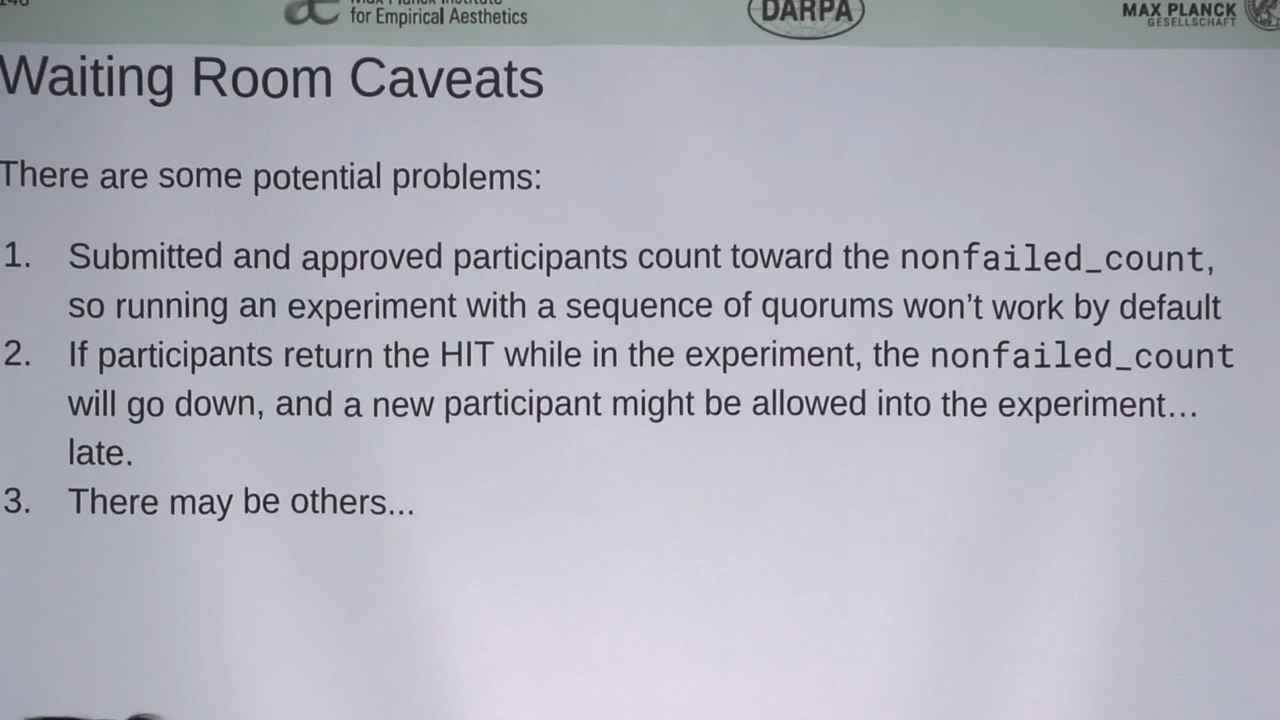 for Empirical Aesthetics
DARPA
MAX PLANCK
GESELLSCHAFT
Waiting Room Caveats
There are some potential problems:
1. Submitted and approved participants count toward the nonfailed_count,
so running an experiment with a sequence of quorums won't work by default
2. If participants return the HIT while in the experiment, the nonfailed_count
will go down, and a new participant might be allowed into the experiment…
late.
3. There may be others...